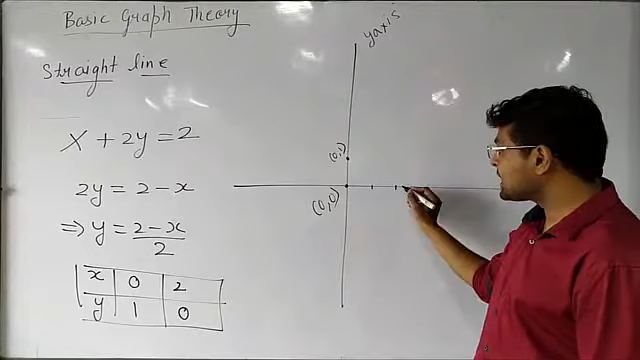 Basic Graph Theory
Straight line
x + 2y = 2
2y = 2 - x
⇒ y = 2-x/2
x 0 2
y 1 0
y axis
(0,1)
(0,0)